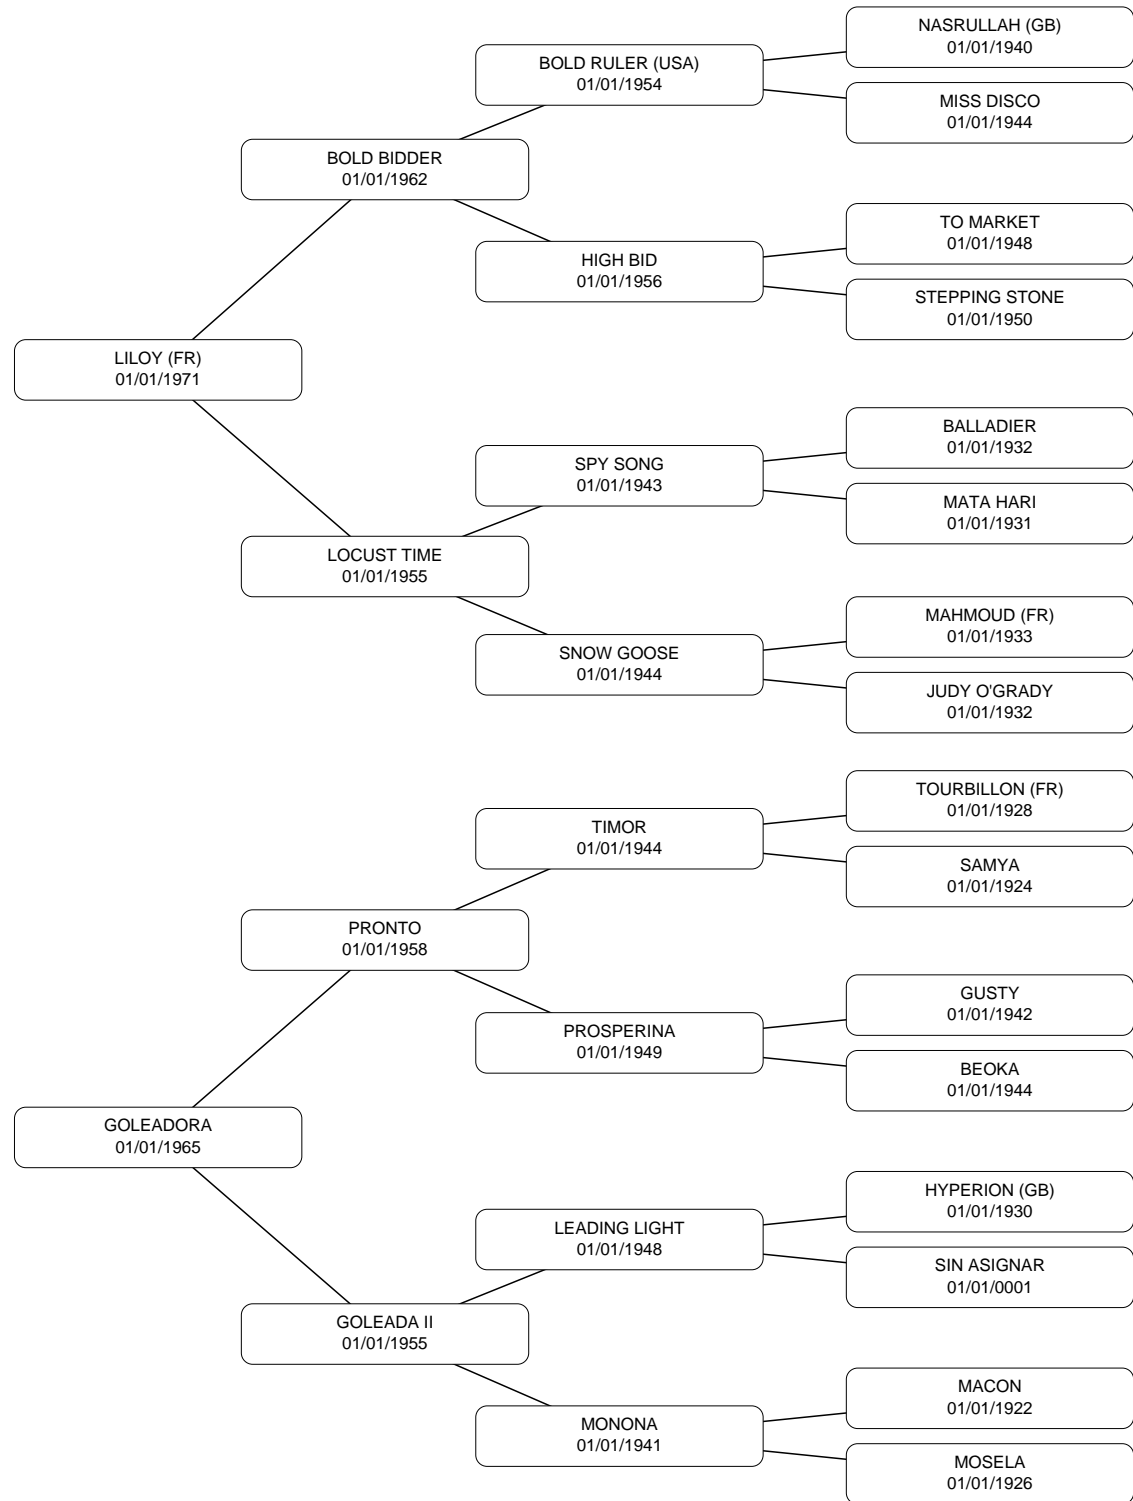 NASRULLAH (GB)
01/01/1940
BOLD RULER (USA)
01/01/1954
MISS DISCO
01/01/1944
BOLD BIDDER
01/01/1962
TO MARKET
01/01/1948
HIGH BID
01/01/1956
STEPPING STONE
01/01/1950
LILOY (FR)
01/01/1971
BALLADIER
01/01/1932
SPY SONG
01/01/1943
MATA HARI
01/01/1931
LOCUST TIME
01/01/1955
MAHMOUD (FR)
01/01/1933
SNOW GOOSE
01/01/1944
JUDY O'GRADY
01/01/1932
TOURBILLON (FR)
01/01/1928
TIMOR
01/01/1944
SAMYA
01/01/1924
PRONTO
01/01/1958
GUSTY
01/01/1942
PROSPERINA
01/01/1949
BEOKA
01/01/1944
GOLEADORA
01/01/1965
HYPERION (GB)
01/01/1930
LEADING LIGHT
01/01/1948
SIN ASIGNAR
01/01/0001
GOLEADA II
01/01/1955
MACON
01/01/1922
MONONA
01/01/1941
MOSELA
01/01/1926